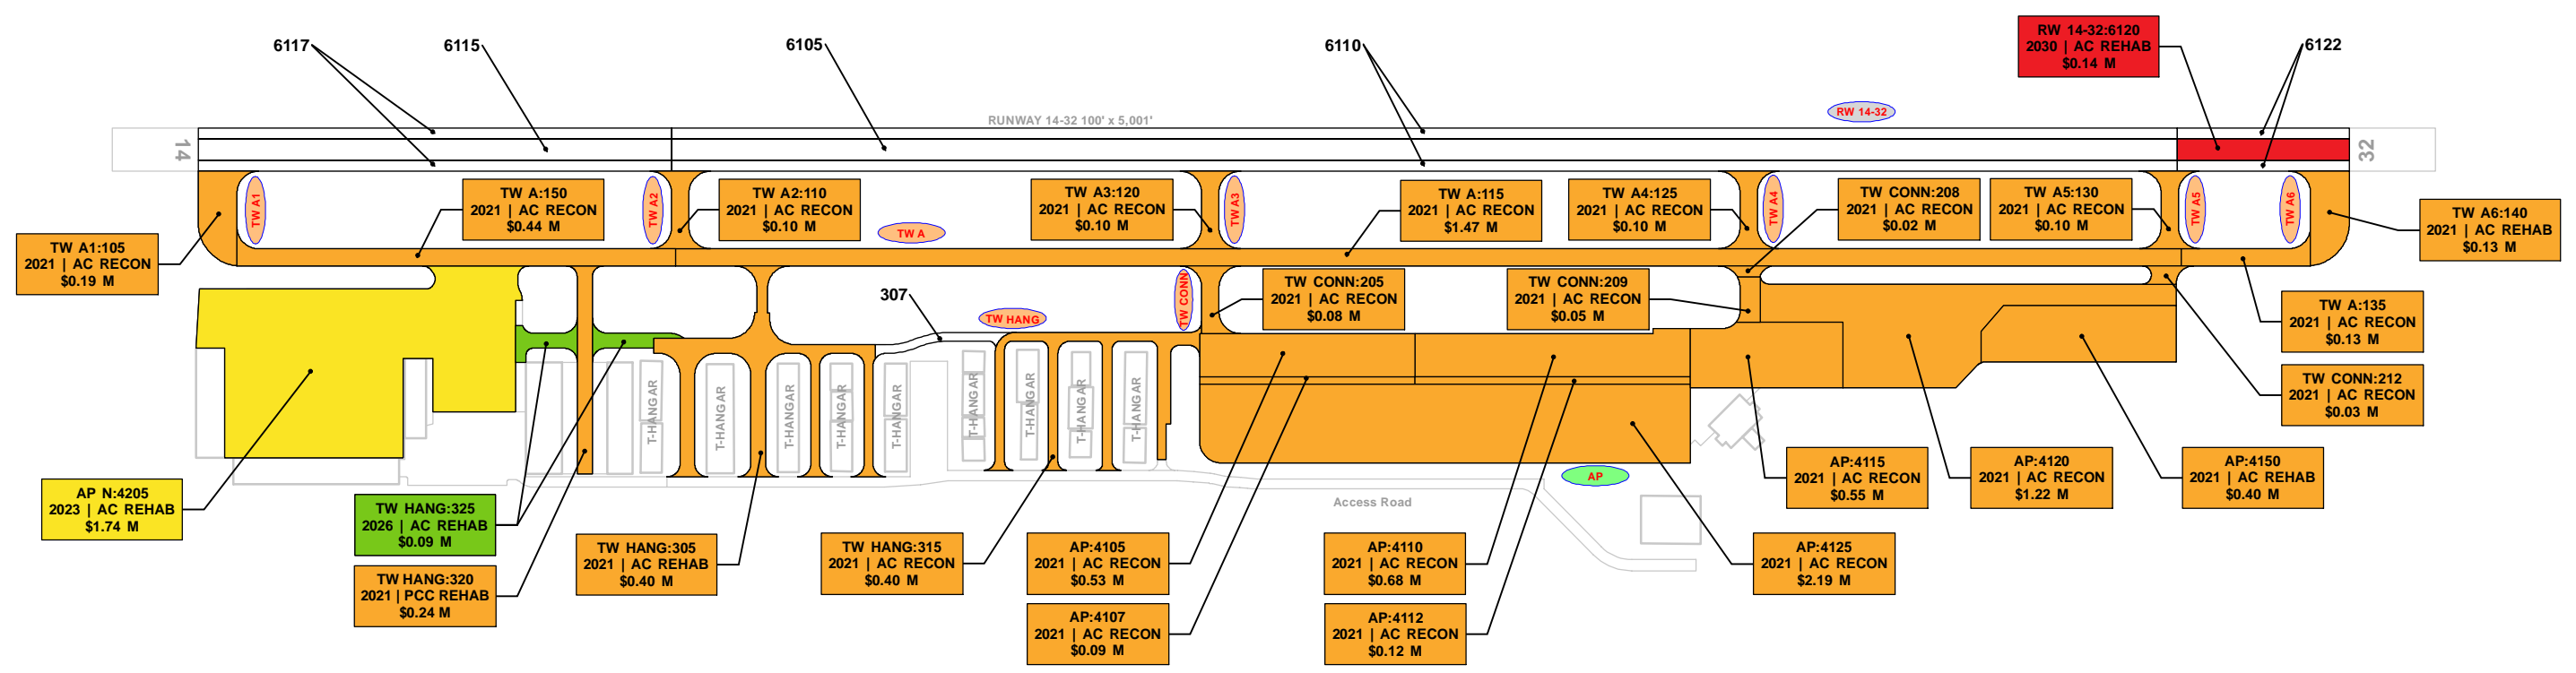 6117
6115
6105
6110
RW 14-32:6120
2030 | AC REHAB
$0.14 M
6122
RW 14-32
RUNWAY 14-32 100' x 5,001'
14
32
TW A1
TW A:150
2021 | AC RECON
$0.44 M
TW A2
TW A2:110
2021 | AC RECON
$0.10 M
TW A
TW A3:120
2021 | AC RECON
$0.10 M
TW A3
TW A:115
2021 | AC RECON
$1.47 M
TW A4:125
2021 | AC RECON
$0.10 M
TW A4
TW CONN:208
2021 | AC RECON
$0.02 M
TW A5:130
2021 | AC RECON
$0.10 M
TW A5
TW A6
TW A6:140
2021 | AC REHAB
$0.13 M
TW A1:105
2021 | AC RECON
$0.19 M
307
TW HANG
TW CONN
TW CONN:205
2021 | AC RECON
$0.08 M
TW CONN:209
2021 | AC RECON
$0.05 M
TW A:135
2021 | AC RECON
$0.13 M
TW CONN:212
2021 | AC RECON
$0.03 M
T-HANGAR
T-HANGAR
T-HANGAR
T-HANGAR
T-HANGAR
T-HANGAR
T-HANGAR
T-HANGAR
T-HANGAR
AP N:4205
2023 | AC REHAB
$1.74 M
TW HANG:325
2026 | AC REHAB
$0.09 M
TW HANG:320
2021 | PCC REHAB
$0.24 M
TW HANG:305
2021 | AC REHAB
$0.40 M
TW HANG:315
2021 | AC RECON
$0.40 M
AP:4105
2021 | AC RECON
$0.53 M
AP:4107
2021 | AC RECON
$0.09 M
AP:4110
2021 | AC RECON
$0.68 M
AP:4112
2021 | AC RECON
$0.12 M
AP
Access Road
AP:4125
2021 | AC RECON
$2.19 M
AP:4115
2021 | AC RECON
$0.55 M
AP:4120
2021 | AC RECON
$1.22 M
AP:4150
2021 | AC REHAB
$0.40 M